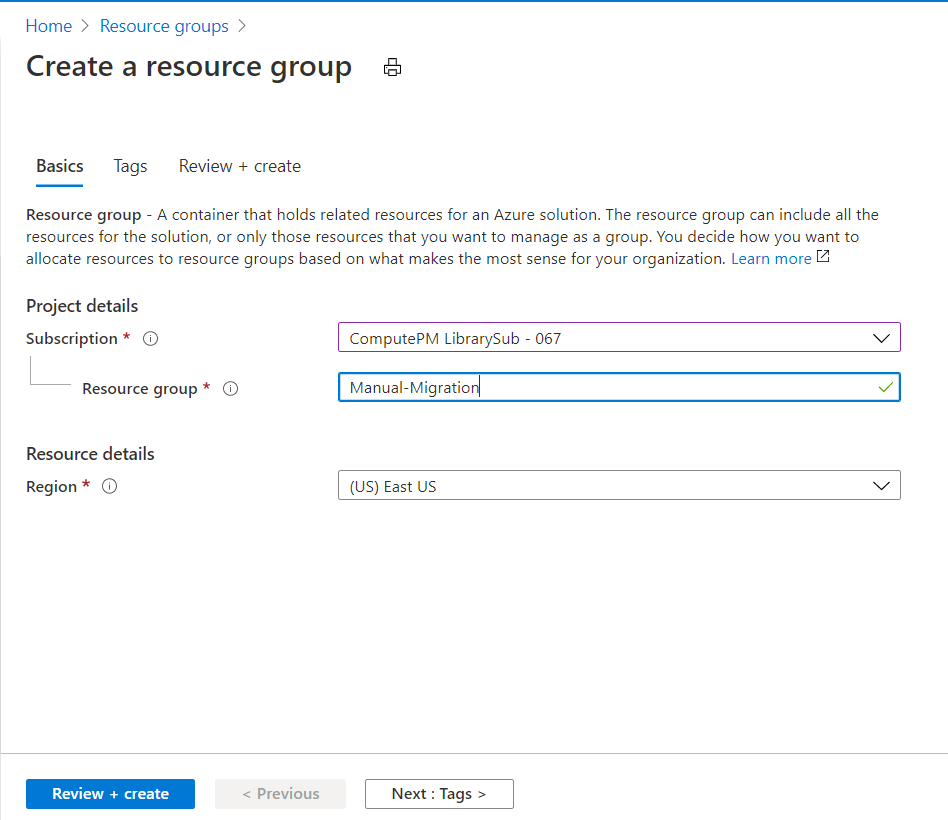 Home > Resource groups >
Create a resource group
Basics Tags Review + create
Resource group - A container that holds related resources for an Azure solution. The resource group can include all the
resources for the solution, or only those resources that you want to manage as a group. You decide how you want to
allocate resources to resource groups based on what makes the most sense for your organization. Learn more
Project details
Subscription * ComputePM LibrarySub - 067
Resource group * Manual-Migration
Resource details
Region * (US) East US
Review + create < Previous Next : Tags >